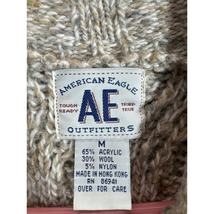 AMERICAN EAGLE
TOUGH READY
AE
TRIED TRUE
OUTFITTERS
M
65% ACRYLIC
30% WOOL
5% NYLON
MADE IN HONG KONG
RN 86941
OVER FOR CARE